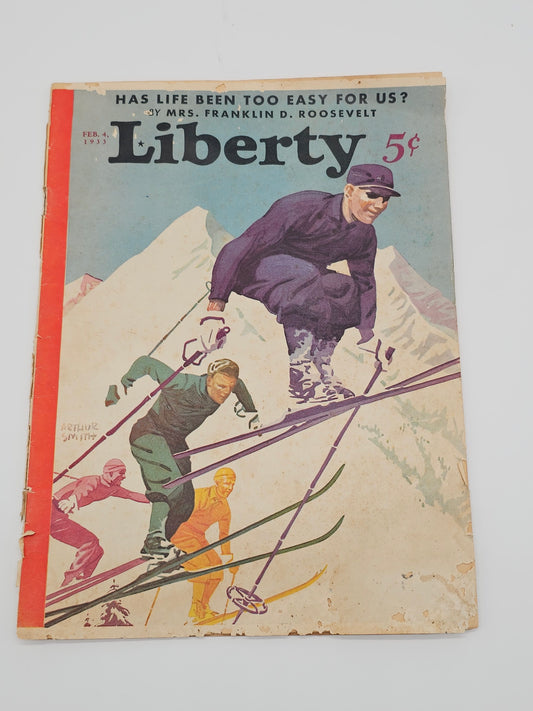 HAS LIFE BEEN TOO EASY FOR US?
BY MRS. FRANKLIN D. ROOSEVELT
FEB. 4,
1933
Liberty
5¢
ARTHUR
SMITH